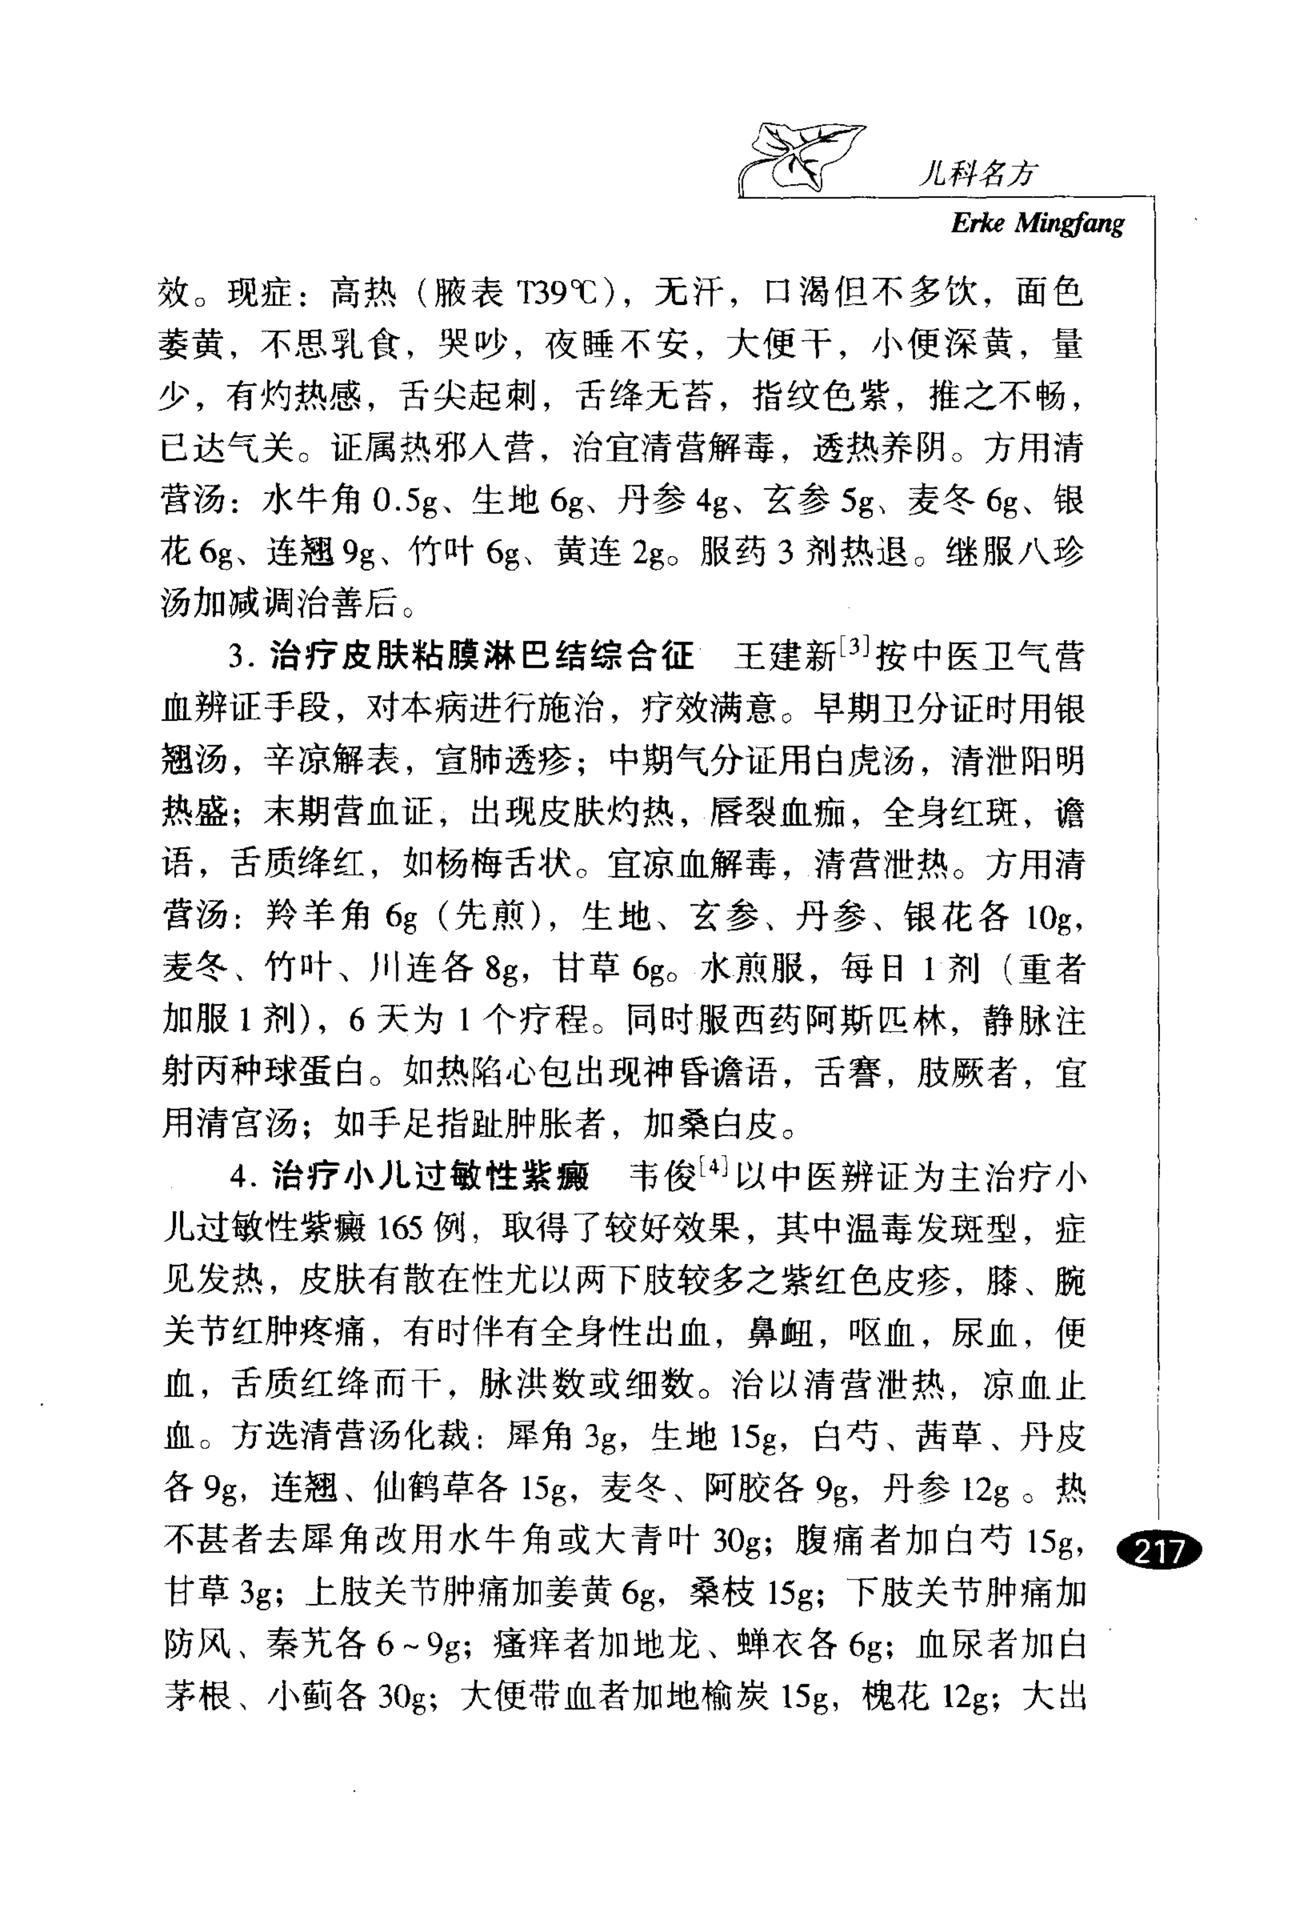 儿科名方
Erke Mingfang
效。现症：高热（腋表 T39℃），无汗，口渴但不多饮，面色
萎黄，不思乳食，哭吵，夜睡不安，大便干，小便深黄，量
少，有灼热感，舌尖起刺，舌绛无苔，指纹色紫，推之不畅，
已达气关。证属热邪入营，治宜清营解毒，透热养阴。方用清
营汤：水牛角 0.5g、生地 6g、丹参 4g、玄参 5g、麦冬 6g、银
花 6g、连翘 9g、竹叶 6g、黄连 2g。服药 3 剂热退。继服八珍
汤加减调治善后。
3. 治疗皮肤粘膜淋巴结综合征 王建新[3]按中医卫气营
血辨证手段，对本病进行施治，疗效满意。早期卫分证时用银
翘汤，辛凉解表，宣肺透疹；中期气分证用白虎汤，清泄阳明
热盛；末期营血证，出现皮肤灼热，唇裂血痂，全身红斑，谵
语，舌质绛红，如杨梅舌状。宜凉血解毒，清营泄热。方用清
营汤：羚羊角 6g（先煎），生地、玄参、丹参、银花各 10g，
麦冬、竹叶、川连各 8g，甘草 6g。水煎服，每日 1 剂（重者
加服 1 剂），6 天为 1 个疗程。同时服西药阿斯匹林，静脉注
射丙种球蛋白。如热陷心包出现神昏谵语，舌謇，肢厥者，宜
用清宫汤；如手足指趾肿胀者，加桑白皮。
4. 治疗小儿过敏性紫癜 韦俊[4]以中医辨证为主治疗小
儿过敏性紫癜 165 例，取得了较好效果，其中温毒发斑型，症
见发热，皮肤有散在性尤以两下肢较多之紫红色皮疹，膝、腕
关节红肿疼痛，有时伴有全身性出血，鼻衄，呕血，尿血，便
血，舌质红绛而干，脉洪数或细数。治以清营泄热，凉血止
血。方选清营汤化裁：犀角 3g，生地 15g，白芍、茜草、丹皮
各 9g，连翘、仙鹤草各 15g，麦冬、阿胶各 9g，丹参 12g。热
不甚者去犀角改用水牛角或大青叶 30g；腹痛者加白芍 15g，
甘草 3g；上肢关节肿痛加姜黄 6g，桑枝 15g；下肢关节肿痛加
防风、秦艽各 6～9g；瘙痒者加地龙、蝉衣各 6g；血尿者加白
茅根、小蓟各 30g；大便带血者加地榆炭 15g，槐花 12g；大出
217